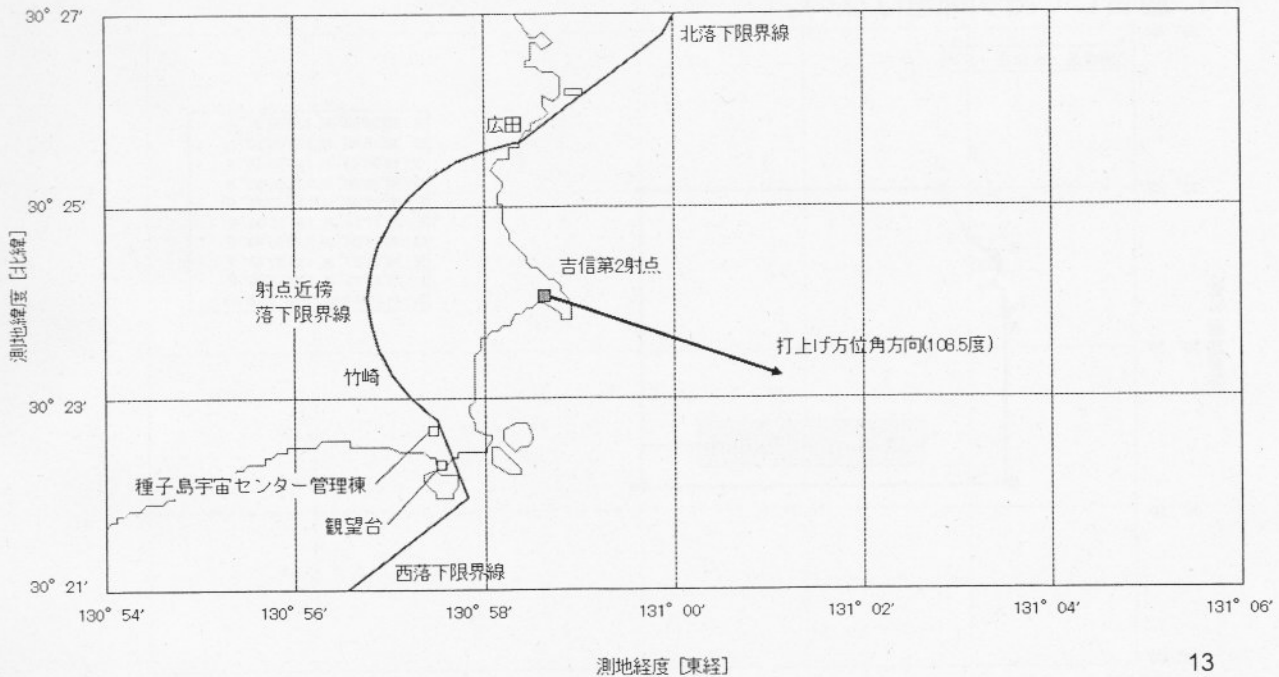 30° 27′
北落下限界線
広田
30° 25′
測地緯度 [北緯]
吉信第2射点
射点近傍
落下限界線
打上げ方位角方向(108.5度)
竹崎
30° 23′
種子島宇宙センター管理棟
観望台
西落下限界線
30° 21′
130° 54′
130° 56′
130° 58′
131° 00′
131° 02′
131° 04′
131° 06′
測地経度 [東経]
13